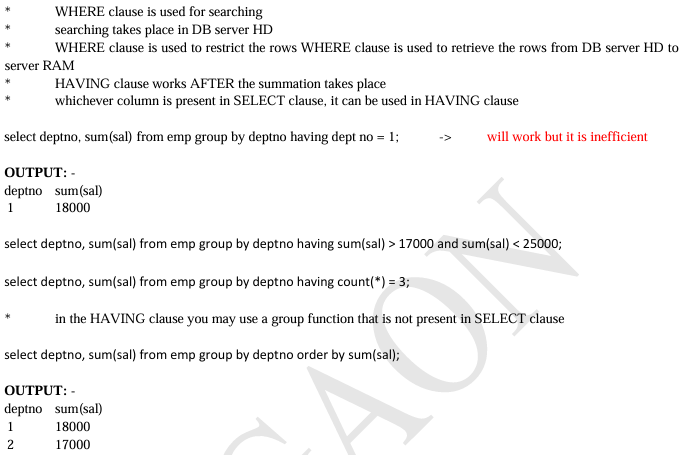 * WHERE clause is used for searching
* searching takes place in DB server HD
* WHERE clause is used to restrict the rows WHERE clause is used to retrieve the rows from DB server HD to
server RAM
* HAVING clause works AFTER the summation takes place
* whichever column is present in SELECT clause, it can be used in HAVING clause
select deptno, sum(sal) from emp group by deptno having dept no = 1; -> will work but it is inefficient
OUTPUT: -
deptno sum(sal)
1 18000
select deptno, sum(sal) from emp group by deptno having sum(sal) > 17000 and sum(sal) < 25000;
select deptno, sum(sal) from emp group by deptno having count(*) = 3;
* in the HAVING clause you may use a group function that is not present in SELECT clause
select deptno, sum(sal) from emp group by deptno order by sum(sal);
OUTPUT: -
deptno sum(sal)
1 18000
2 17000
GAON